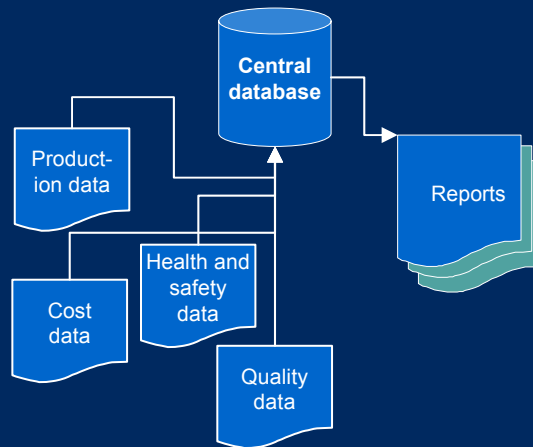 Central
database
Product-
ion data
Reports
Health and
safety
data
Cost
data
Quality
data